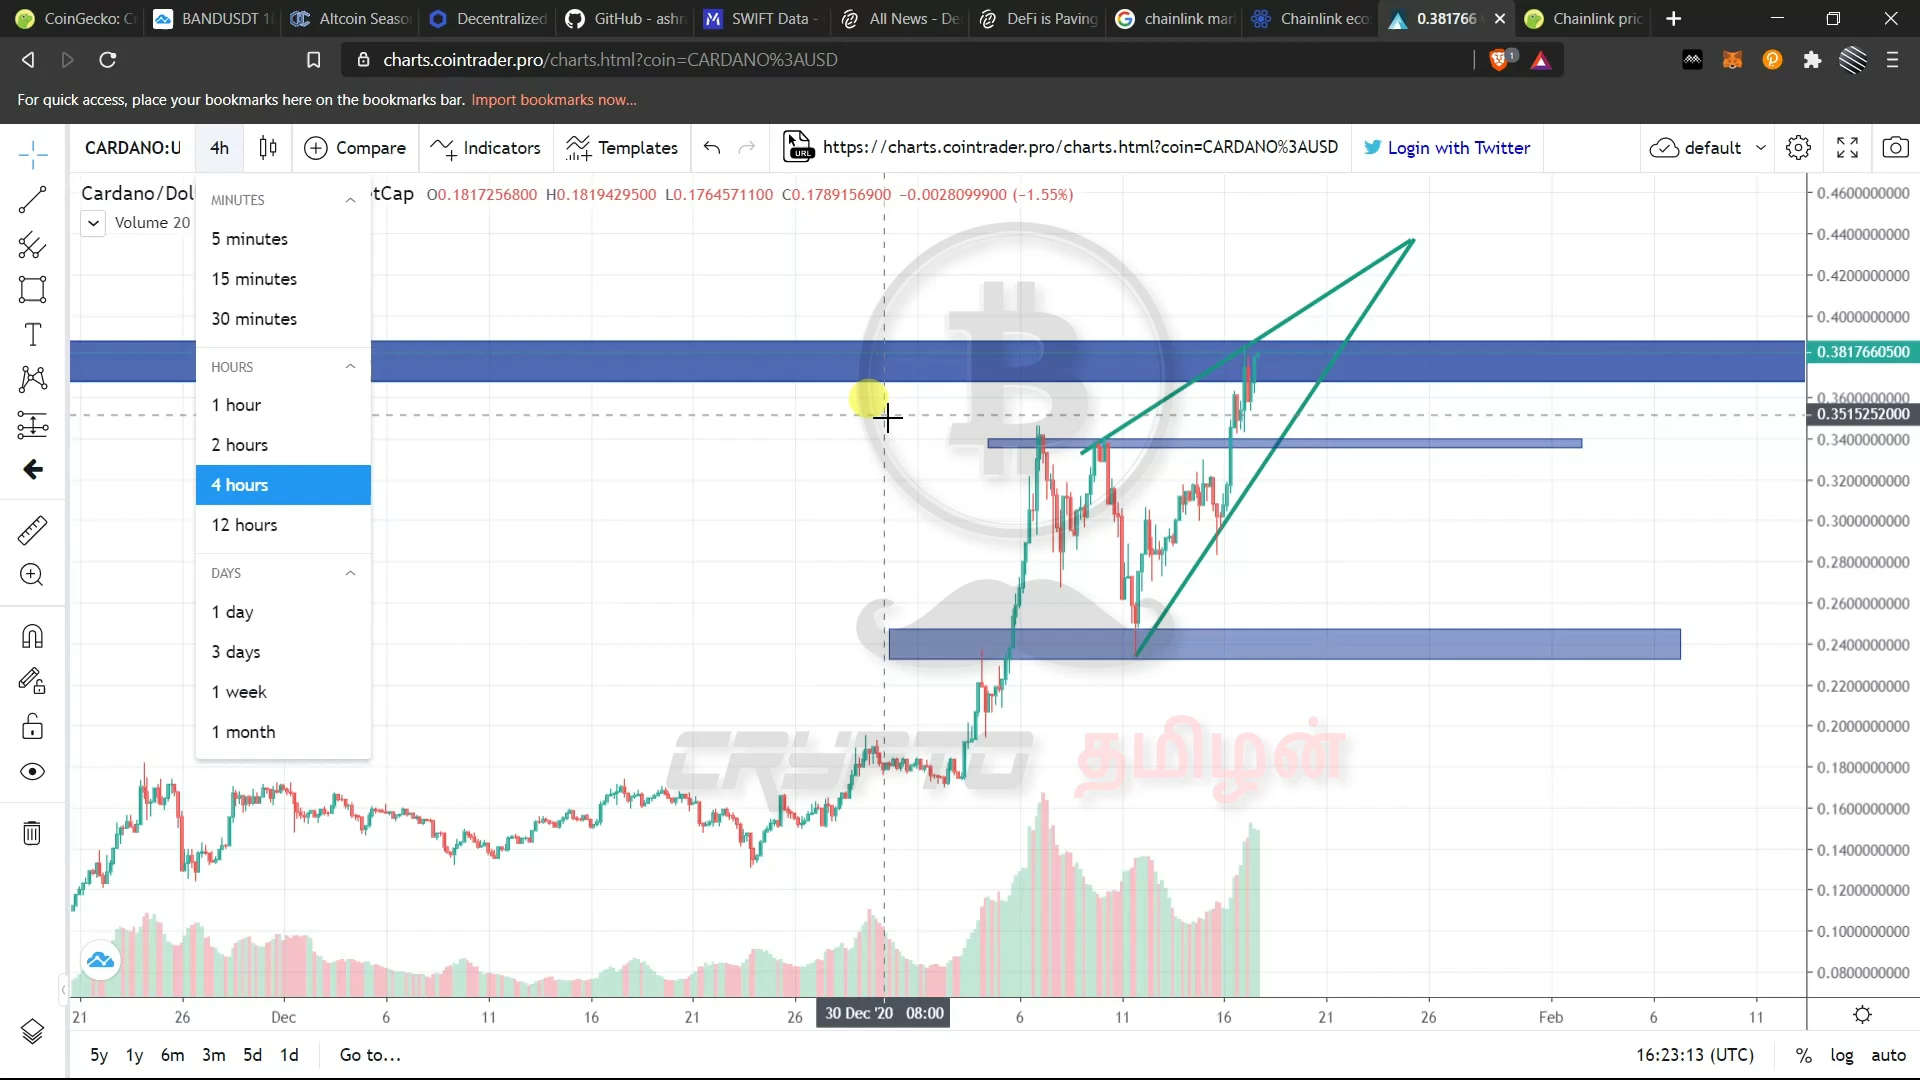 CoinGecko: Cr
BANDUSDT 1(
Altcoin Seaso
Decentralized
GitHub - ashr
SWIFT Data -
All News - De
DeFi is Paving
chainlink mar
Chainlink eco
0.381766
Chainlink pric
charts.cointrader.pro/charts.html?coin=CARDANO%3AUSD
1
For quick access, place your bookmarks here on the bookmarks bar. Import bookmarks now...
CARDANO:U
4h
Compare
Indicators
Templates
URL
https://charts.cointrader.pro/charts.html?coin=CARDANO%3AUSD
Login with Twitter
default
Cardano/Dol
etCap O0.1817256800 H0.1819429500 L0.1764571100 C0.1789156900 −0.0028099900 (−1.55%)
Volume 20
MINUTES
5 minutes
15 minutes
30 minutes
HOURS
1 hour
2 hours
4 hours
12 hours
DAYS
1 day
3 days
1 week
1 month
0.4600000000
0.4400000000
0.4200000000
0.4000000000
0.3817660500
0.3600000000
0.3515252000
0.3400000000
0.3200000000
0.3000000000
0.2800000000
0.2600000000
0.2400000000
0.2200000000
0.2000000000
0.1800000000
0.1600000000
0.1400000000
0.1200000000
0.1000000000
0.0800000000
CRYPTO தமிழன்
21 26 Dec 6 11 16 21 26 30 Dec '20 08:00 6 11 16 21 26 Feb 6 11
5y 1y 6m 3m 5d 1d Go to... 16:23:13 (UTC) % log auto